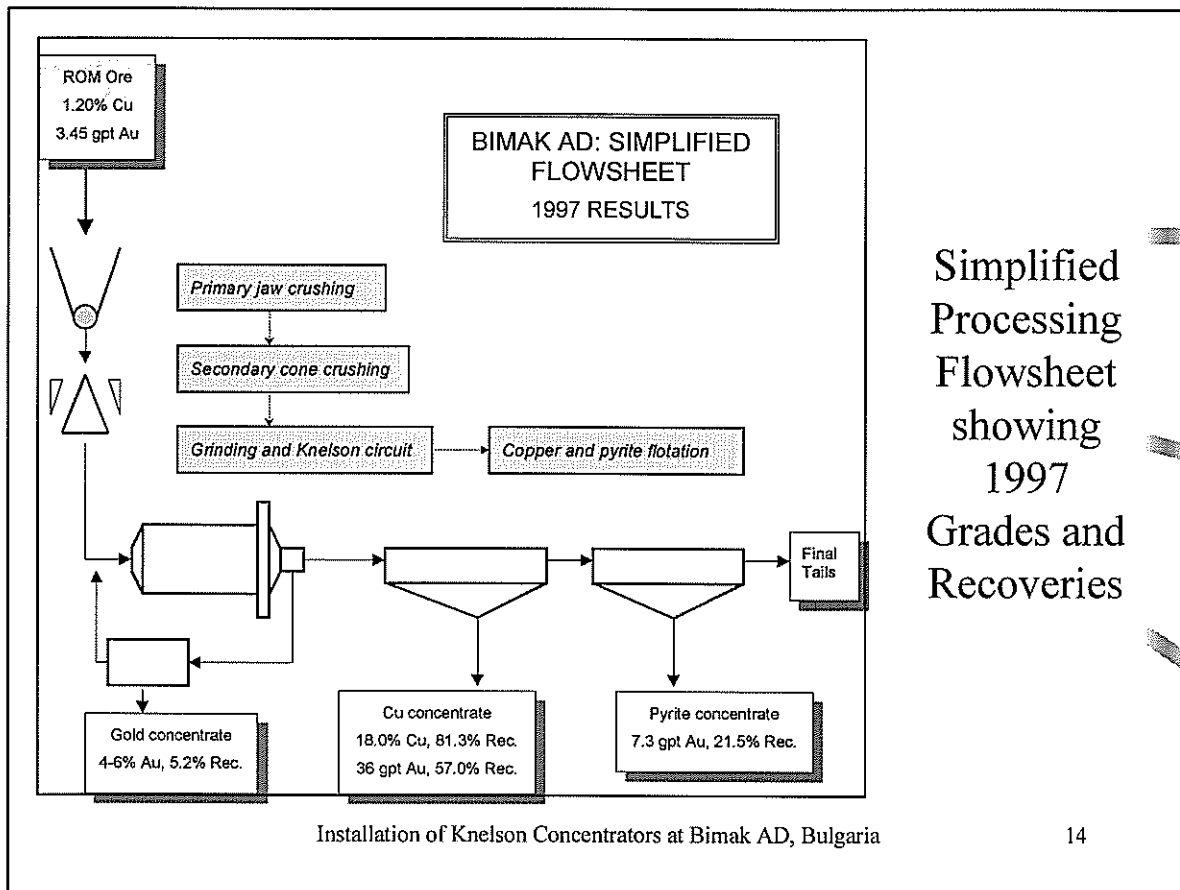 ROM Ore
1.20% Cu
3.45 gpt Au
BIMAK AD: SIMPLIFIED
FLOWSHEET
1997 RESULTS
Primary jaw crushing
Secondary cone crushing
Grinding and Knelson circuit
Copper and pyrite flotation
Final
Tails
Gold concentrate
4-6% Au, 5.2% Rec.
Cu concentrate
18.0% Cu, 81.3% Rec.
36 gpt Au, 57.0% Rec.
Pyrite concentrate
7.3 gpt Au, 21.5% Rec.
Simplified
Processing
Flowsheet
showing
1997
Grades and
Recoveries
Installation of Knelson Concentrators at Bimak AD, Bulgaria
14